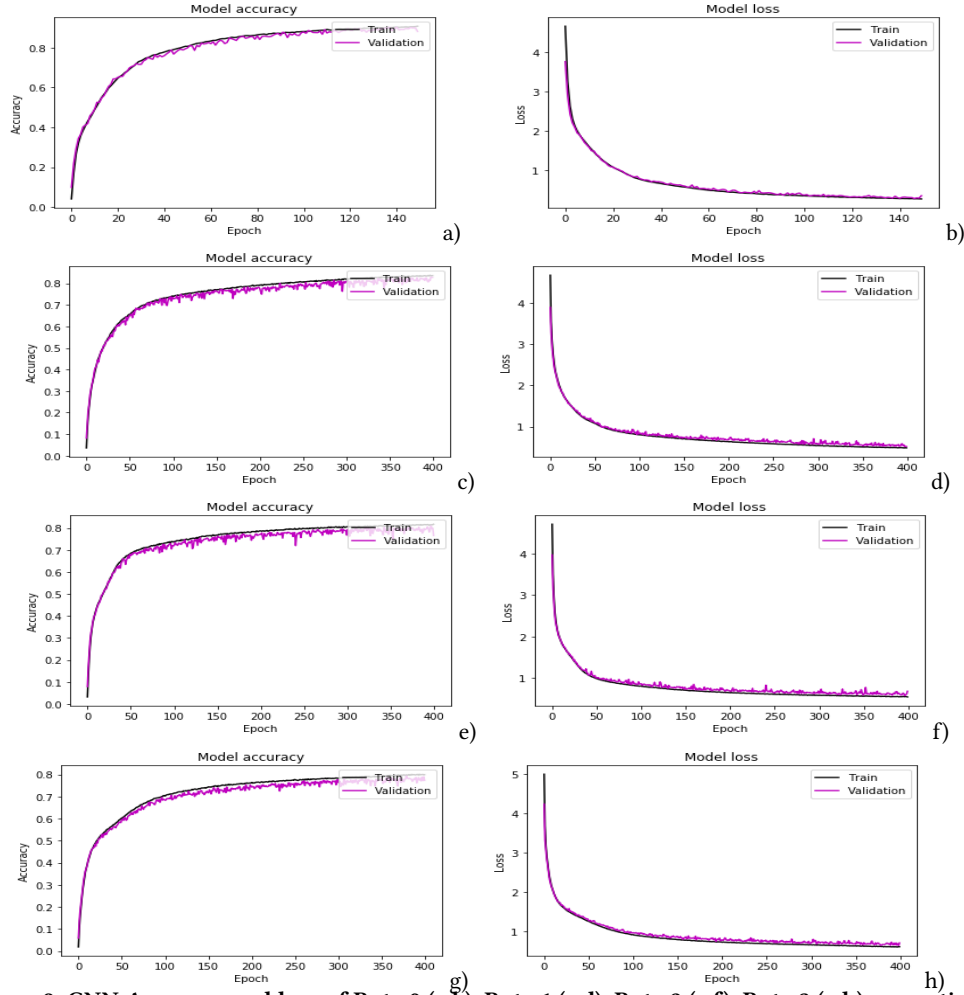 Model accuracy
Train
Validation
0.8
0.6
0.4
0.2
0.0
Accuracy
0 20 40 60 80 100 120 140
Epoch
a)
Model loss
Train
Validation
4
3
2
1
Loss
0 20 40 60 80 100 120 140
Epoch
b)
Model accuracy
Train
Validation
0.8
0.7
0.6
0.5
0.4
0.3
0.2
0.1
0.0
Accuracy
0 50 100 150 200 250 300 350 400
Epoch
c)
Model loss
Train
Validation
4
3
2
1
Loss
0 50 100 150 200 250 300 350 400
Epoch
d)
Model accuracy
Train
Validation
0.8
0.7
0.6
0.5
0.4
0.3
0.2
0.1
0.0
Accuracy
0 50 100 150 200 250 300 350 400
Epoch
e)
Model loss
Train
Validation
4
3
2
1
Loss
0 50 100 150 200 250 300 350 400
Epoch
f)
Model accuracy
Train
Validation
0.8
0.7
0.6
0.5
0.4
0.3
0.2
0.1
0.0
Accuracy
0 50 100 150 200 250 300 350 400
Epoch
g)
Model loss
Train
Validation
5
4
3
2
1
Loss
0 50 100 150 200 250 300 350 400
Epoch
h)